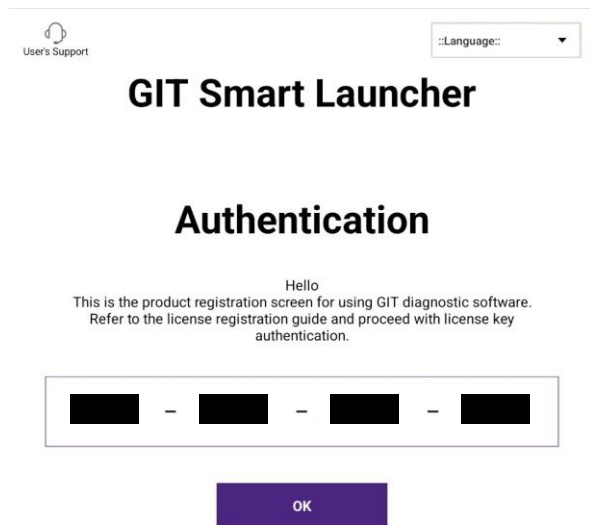 User's Support
::Language::
GIT Smart Launcher
Authentication
Hello
This is the product registration screen for using GIT diagnostic software.
Refer to the license registration guide and proceed with license key
authentication.
– – –
OK